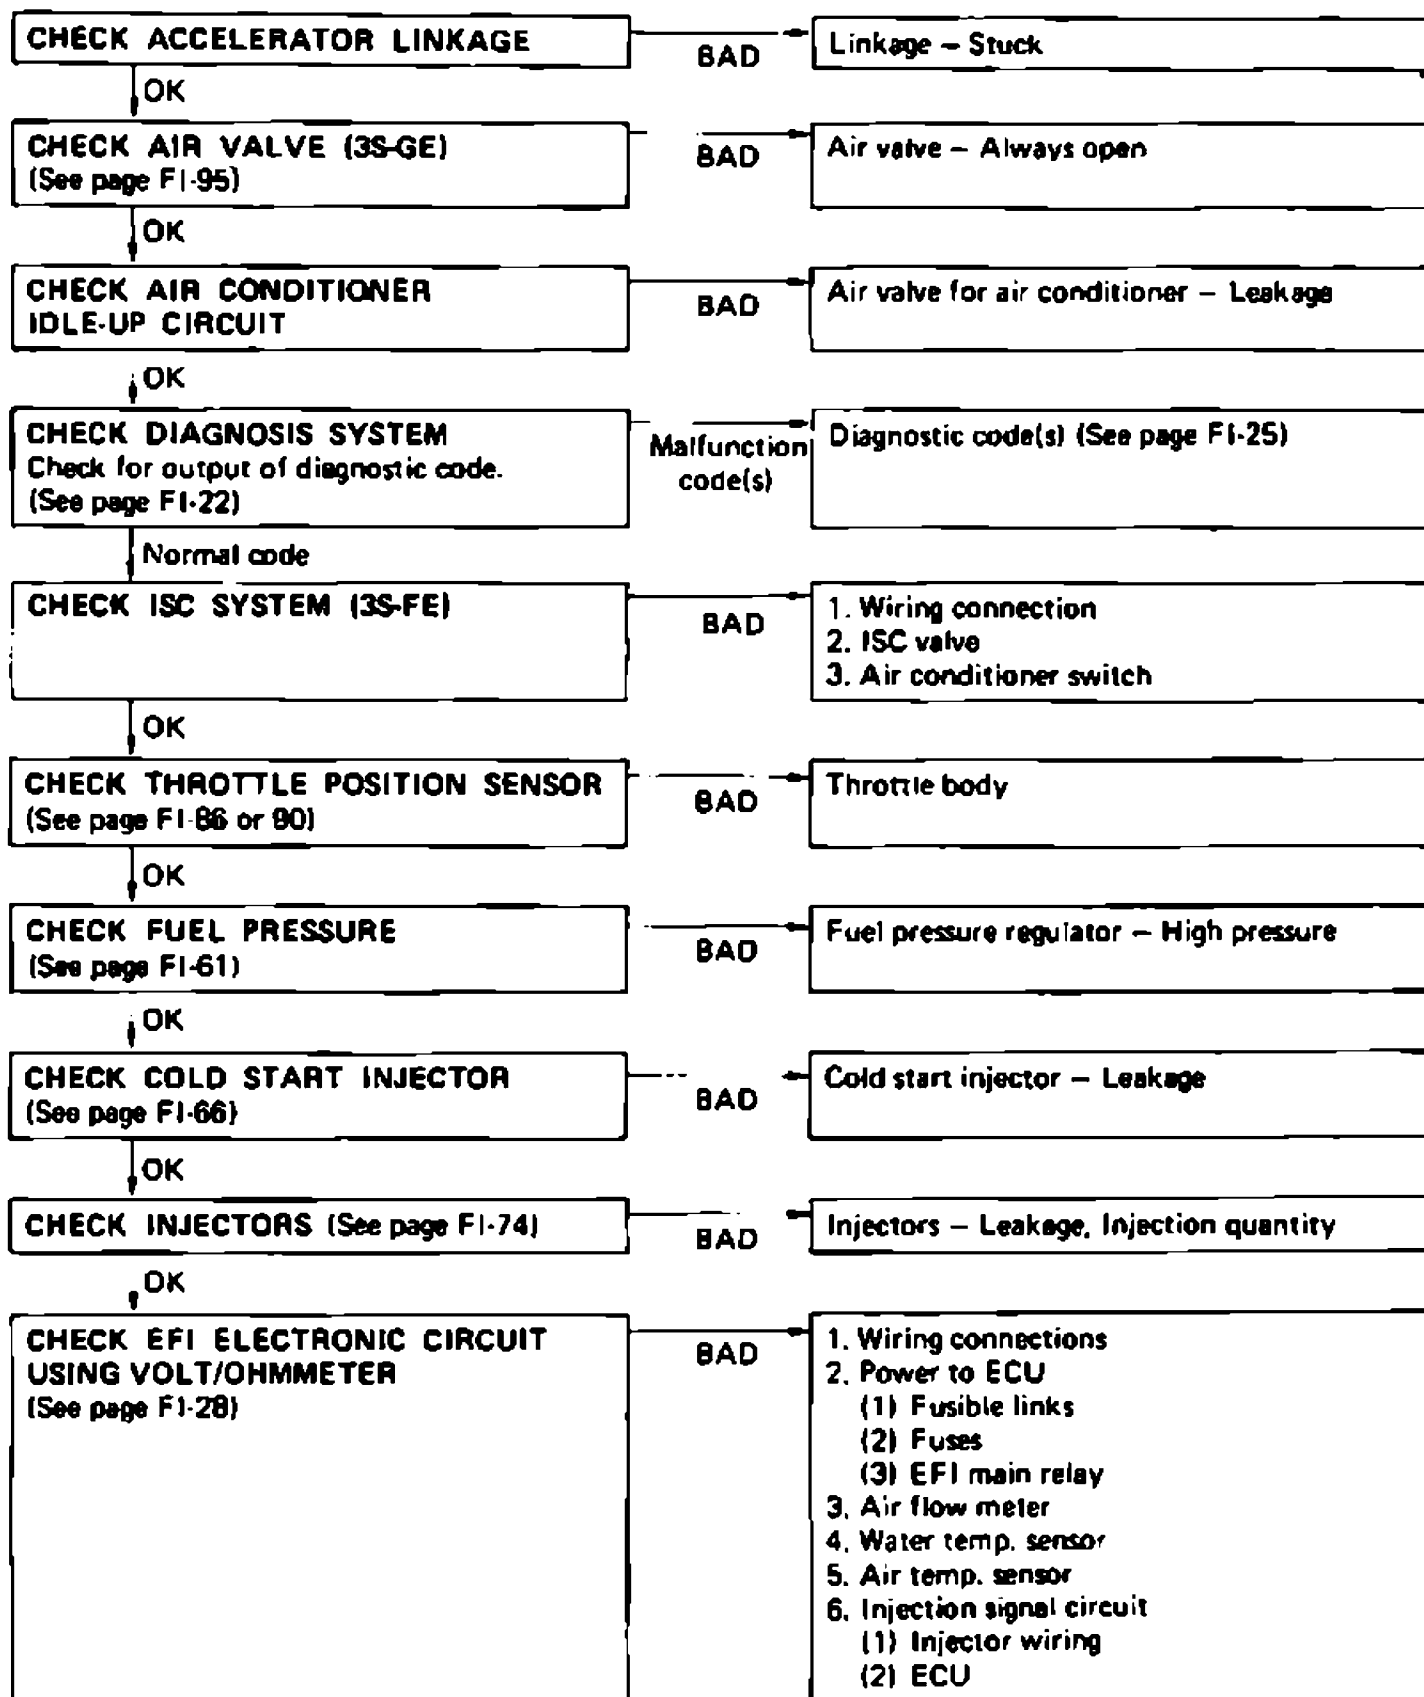 CHECK ACCELERATOR LINKAGE
BAD
Linkage – Stuck
OK
CHECK AIR VALVE (3S-GE)
(See page FI-95)
BAD
Air valve – Always open
OK
CHECK AIR CONDITIONER
IDLE-UP CIRCUIT
BAD
Air valve for air conditioner – Leakage
OK
CHECK DIAGNOSIS SYSTEM
Check for output of diagnostic code.
(See page FI-22)
Malfunction
code(s)
Diagnostic code(s) (See page FI-25)
Normal code
CHECK ISC SYSTEM (3S-FE)
BAD
1. Wiring connection
2. ISC valve
3. Air conditioner switch
OK
CHECK THROTTLE POSITION SENSOR
(See page FI-86 or 90)
BAD
Throttle body
OK
CHECK FUEL PRESSURE
(See page FI-61)
BAD
Fuel pressure regulator – High pressure
OK
CHECK COLD START INJECTOR
(See page FI-66)
BAD
Cold start injector – Leakage
OK
CHECK INJECTORS (See page FI-74)
BAD
Injectors – Leakage, Injection quantity
OK
CHECK EFI ELECTRONIC CIRCUIT
USING VOLT/OHMMETER
(See page FI-28)
BAD
1. Wiring connections
2. Power to ECU
(1) Fusible links
(2) Fuses
(3) EFI main relay
3. Air flow meter
4. Water temp. sensor
5. Air temp. sensor
6. Injection signal circuit
(1) Injector wiring
(2) ECU